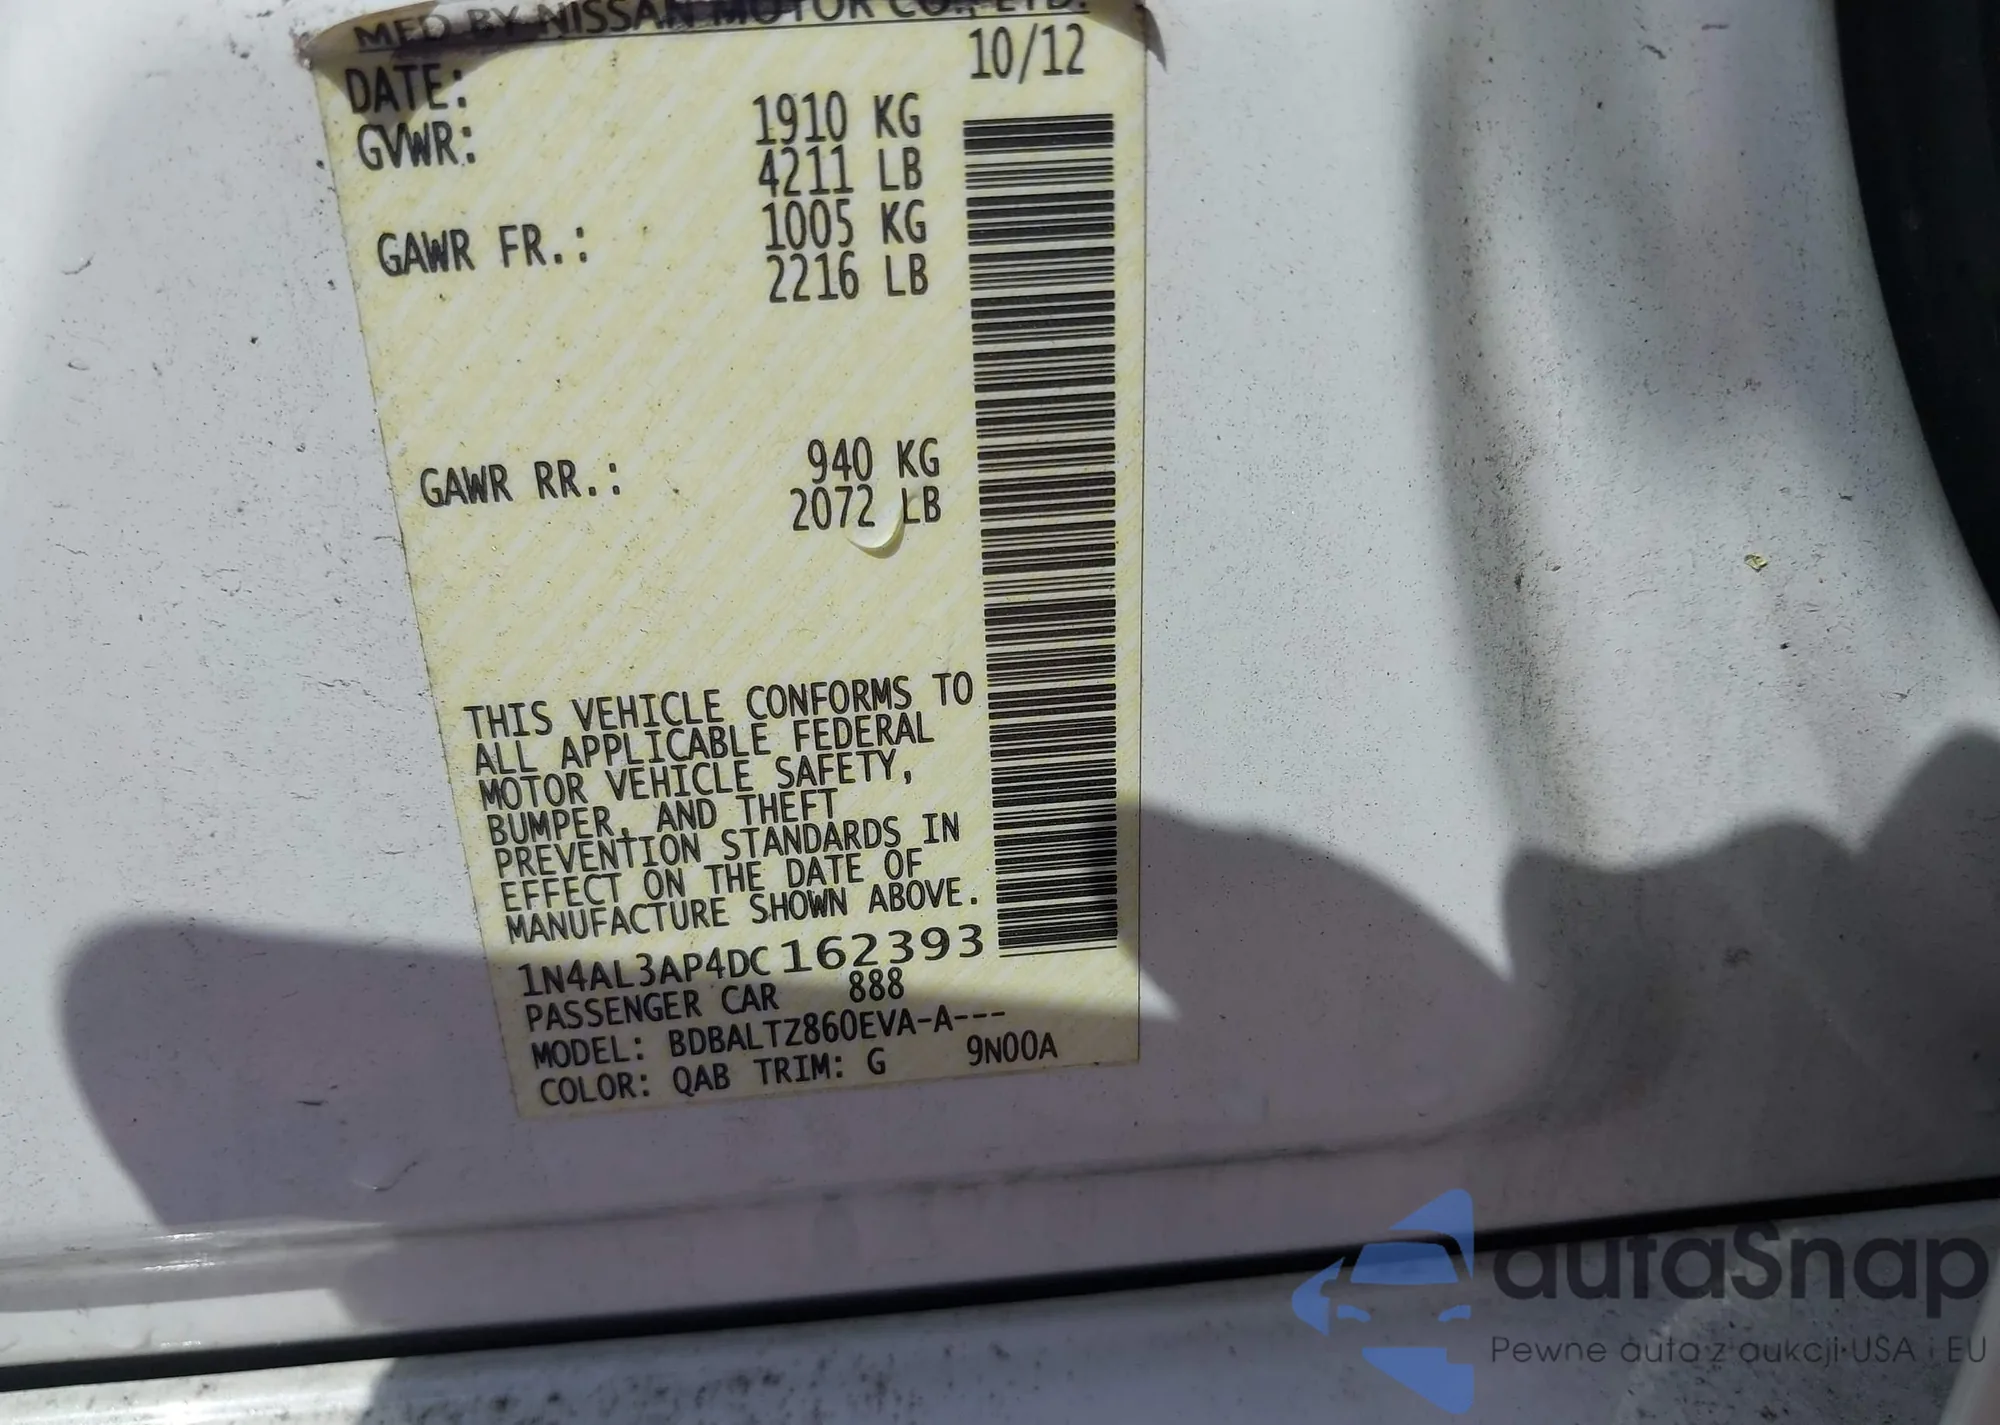 MFD BY NISSAN MOTOR CO., LTD.
DATE: 10/12
GVWR: 1910 KG
4211 LB
GAWR FR.: 1005 KG
2216 LB
GAWR RR.: 940 KG
2072 LB
THIS VEHICLE CONFORMS TO
ALL APPLICABLE FEDERAL
MOTOR VEHICLE SAFETY,
BUMPER, AND THEFT
PREVENTION STANDARDS IN
EFFECT ON THE DATE OF
MANUFACTURE SHOWN ABOVE.
1N4AL3AP4DC162393
PASSENGER CAR 888
MODEL: BDBALTZ860EVA-A---
COLOR: QAB TRIM: G 9N00A
autaSnap
Pewne auta z aukcji USA i EU